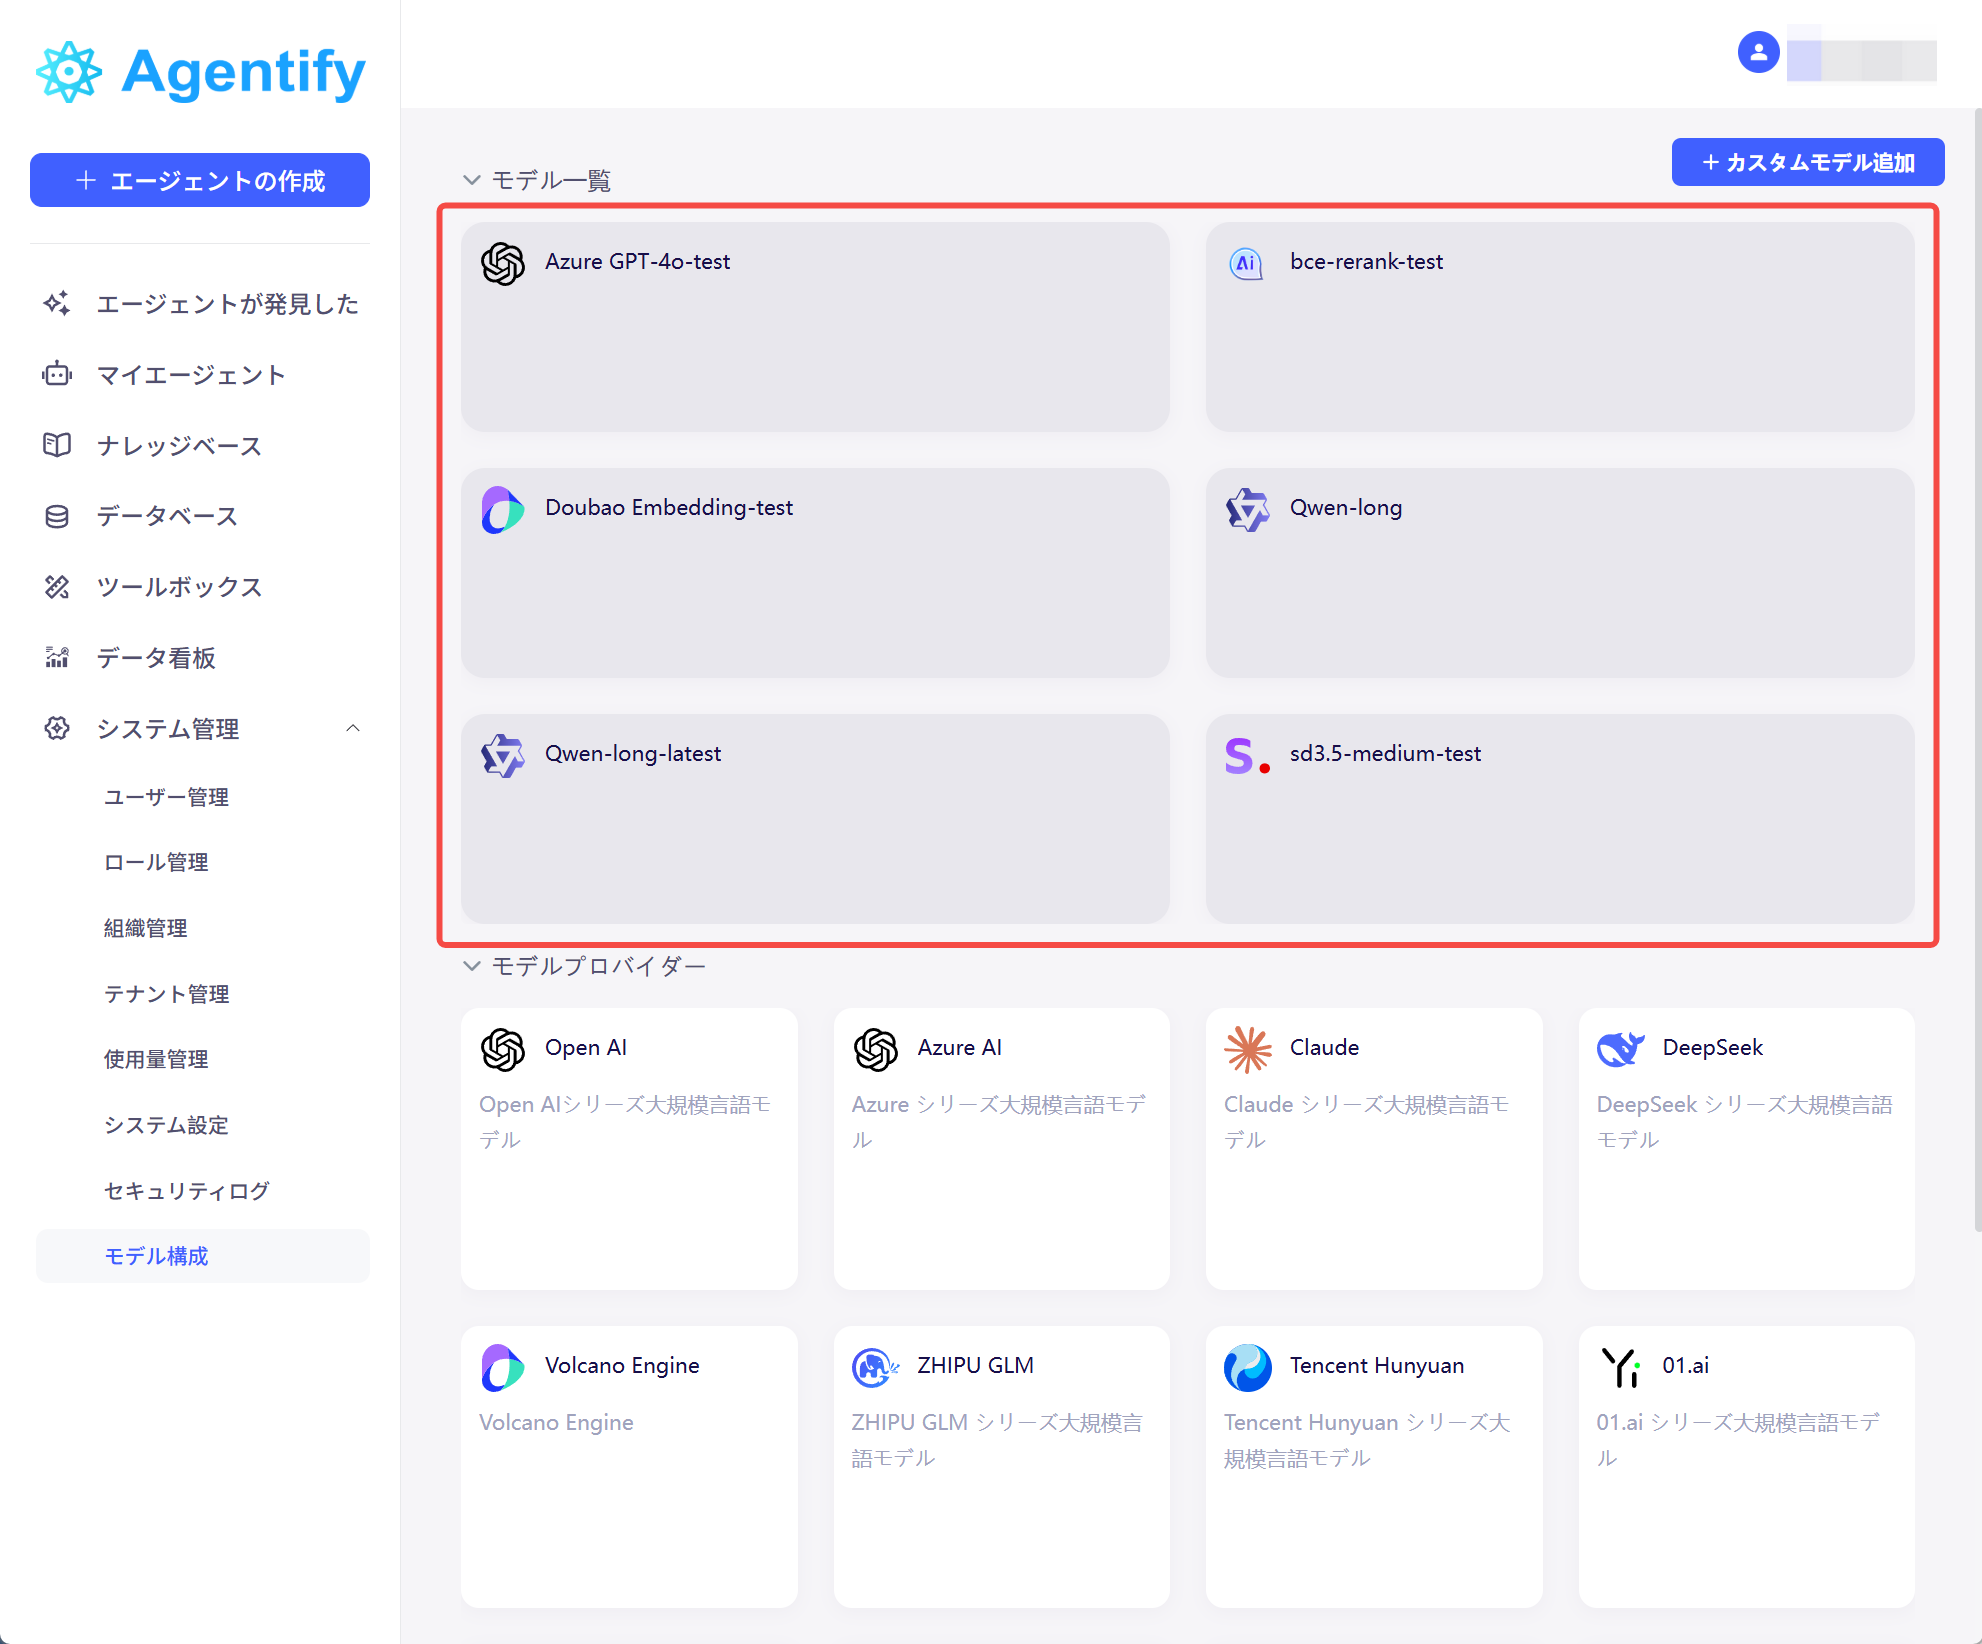 Agentify
エージェントの作成
エージェントが発見した
マイエージェント
ナレッジベース
データベース
ツールボックス
データ看板
システム管理
ユーザー管理
ロール管理
組織管理
テナント管理
使用量管理
システム設定
セキュリティログ
モデル構成
モデル一覧
+ カスタムモデル追加
Azure GPT-4o-test
Ai
bce-rerank-test
Doubao Embedding-test
Qwen-long
Qwen-long-latest
S.
sd3.5-medium-test
モデルプロバイダー
Open AI
Open AIシリーズ大規模言語モ
デル
Azure AI
Azure シリーズ大規模言語モデ
ル
Claude
Claude シリーズ大規模言語モ
デル
DeepSeek
DeepSeek シリーズ大規模言語
モデル
Volcano Engine
Volcano Engine
ZHIPU GLM
ZHIPU GLM シリーズ大規模言
語モデル
Tencent Hunyuan
Tencent Hunyuan シリーズ大
規模言語モデル
Yi
01.ai
01.ai シリーズ大規模言語モデ
ル